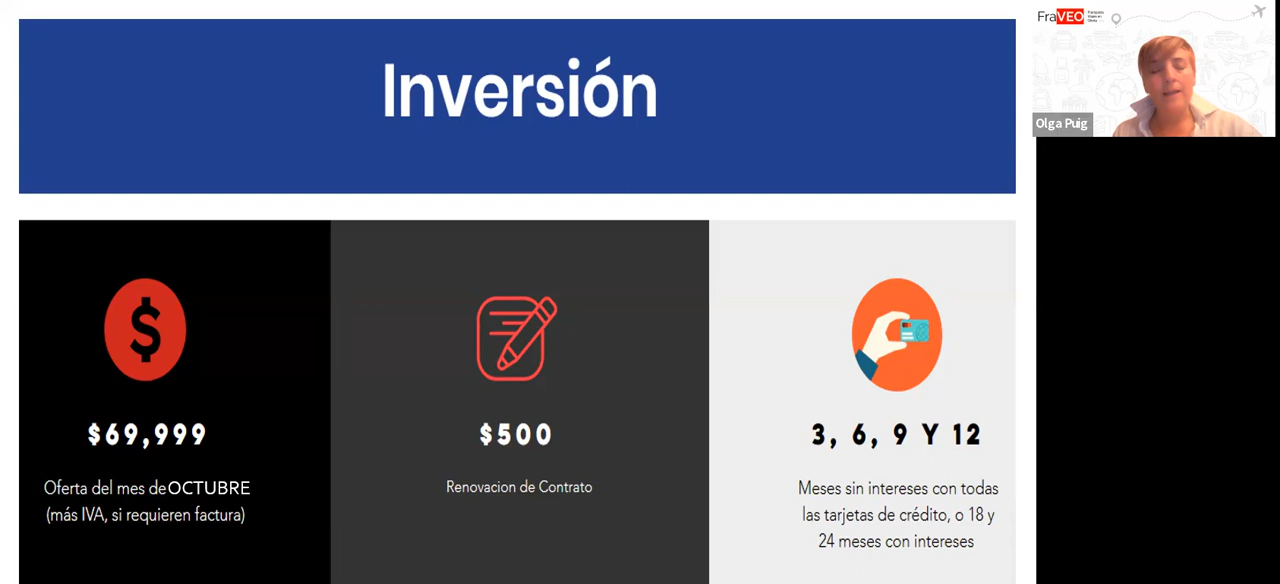 Inversión
$69,999
Oferta del mes de OCTUBRE
(más IVA, si requieren factura)
$500
Renovacion de Contrato
3, 6, 9 Y 12
Meses sin intereses con todas
las tarjetas de crédito, o 18 y
24 meses con intereses
FraVEO
Olga Puig